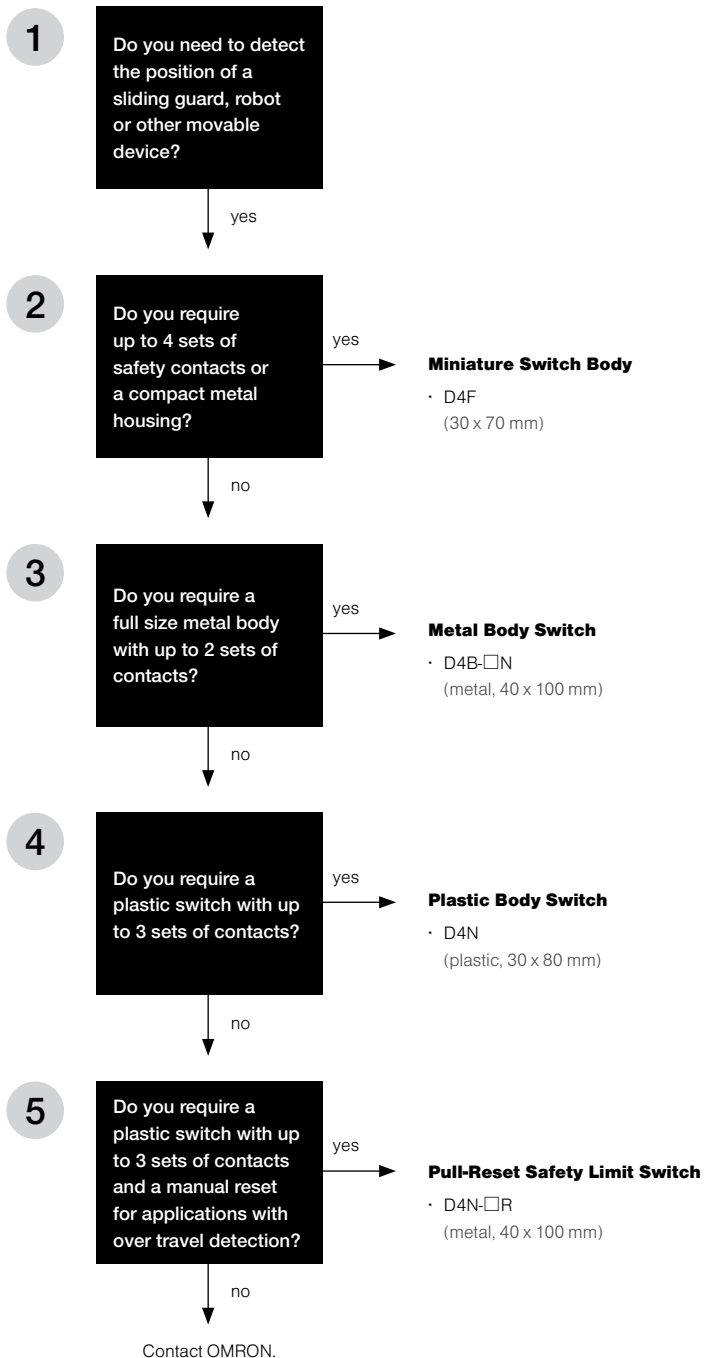 1
Do you need to detect
the position of a
sliding guard, robot
or other movable
device?
yes
2
Do you require
up to 4 sets of
safety contacts or
a compact metal
housing?
yes
Miniature Switch Body
· D4F
(30 x 70 mm)
no
3
Do you require a
full size metal body
with up to 2 sets of
contacts?
yes
Metal Body Switch
· D4B-□N
(metal, 40 x 100 mm)
no
4
Do you require a
plastic switch with up
to 3 sets of contacts?
yes
Plastic Body Switch
· D4N
(plastic, 30 x 80 mm)
no
5
Do you require a
plastic switch with up
to 3 sets of contacts
and a manual reset
for applications with
over travel detection?
yes
Pull-Reset Safety Limit Switch
· D4N-□R
(metal, 40 x 100 mm)
no
Contact OMRON.